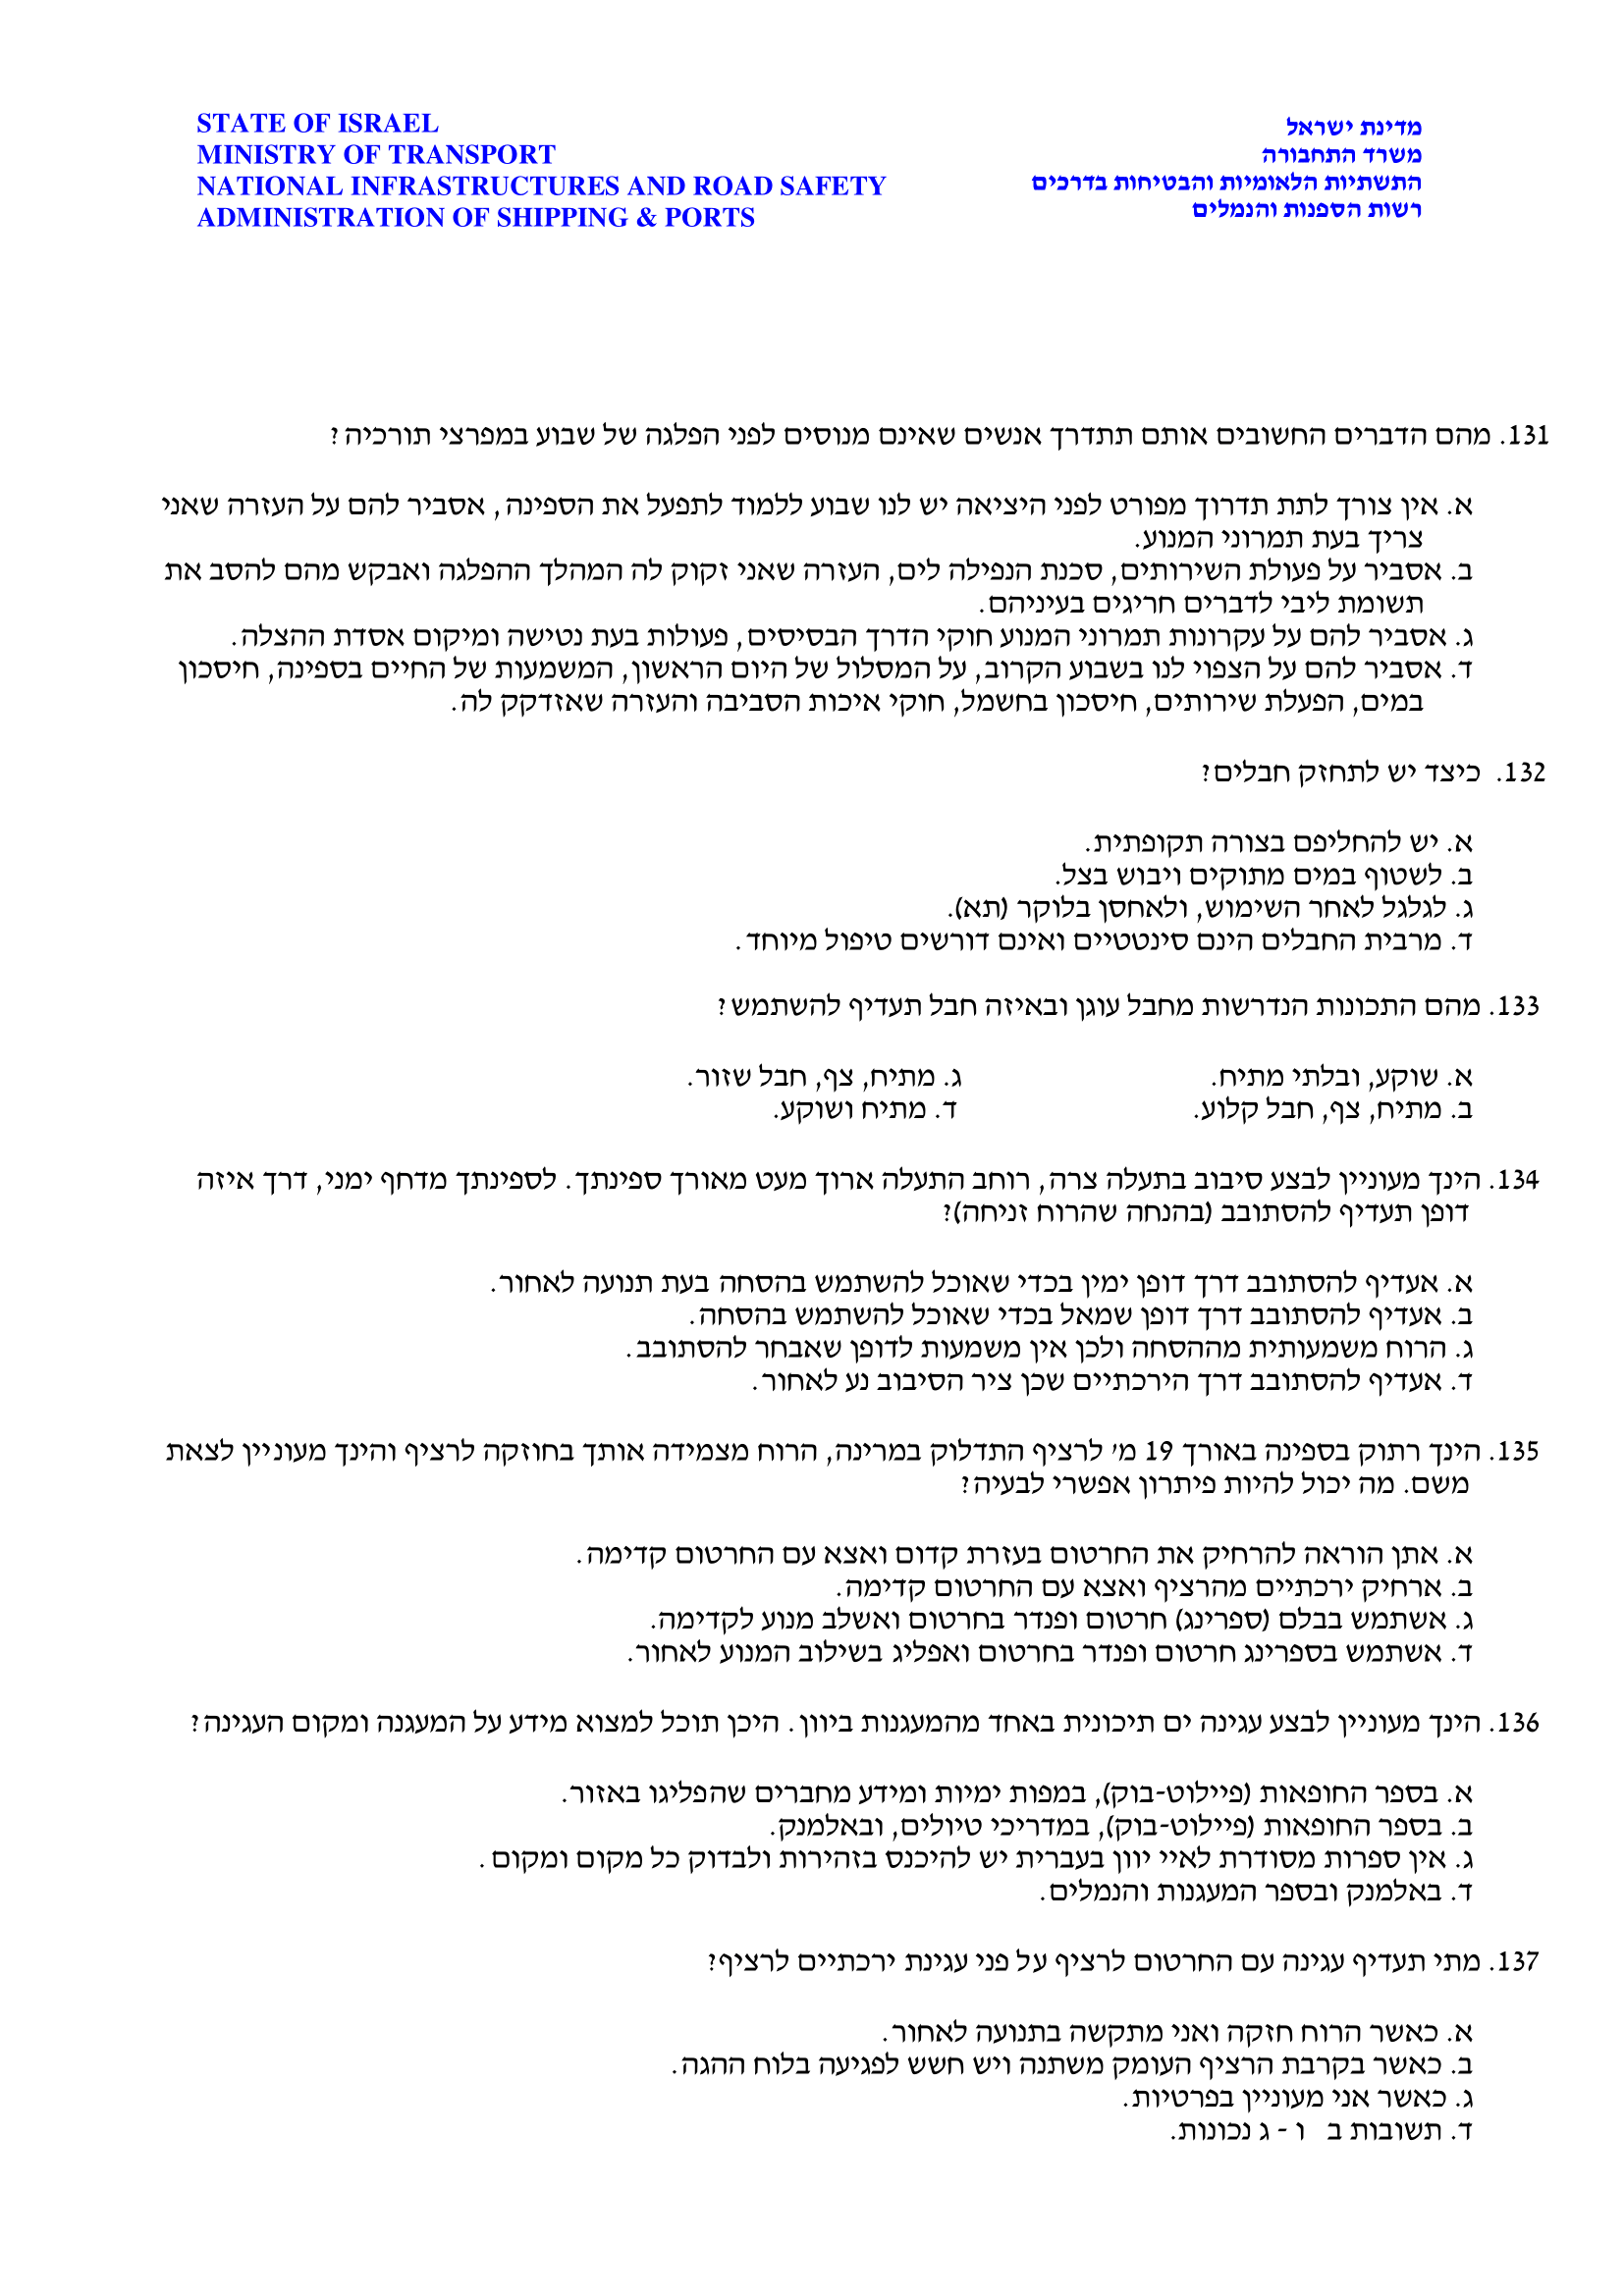 STATE OF ISRAEL
MINISTRY OF TRANSPORT
NATIONAL INFRASTRUCTURES AND ROAD SAFETY
ADMINISTRATION OF SHIPPING & PORTS
מדינת ישראל
משרד התחבורה
התשתיות הלאומיות והבטיחות בדרכים
רשות הספנות והנמלים
131. מהם הדברים החשובים אותם תתדרך אנשים שאינם מנוסים לפני הפלגה של שבוע במפרצי תורכיה?
א. אין צורך לתת תדרוך מפורט לפני היציאה יש לנו שבוע ללמוד לתפעל את הספינה, אסביר להם על העזרה שאני
צריך בעת תמרוני המנוע.
ב. אסביר על פעולת השירותים, סכנת הנפילה לים, העזרה שאני זקוק לה המהלך ההפלגה ואבקש מהם להסב את
תשומת ליבי לדברים חריגים בעיניהם.
ג. אסביר להם על עקרונות תמרוני המנוע חוקי הדרך הבסיסים, פעולות בעת נטישה ומיקום אסדת ההצלה.
ד. אסביר להם על הצפוי לנו בשבוע הקרוב, על המסלול של היום הראשון, המשמעות של החיים בספינה, חיסכון
במים, הפעלת שירותים, חיסכון בחשמל, חוקי איכות הסביבה והעזרה שאזדקק לה.
132. כיצד יש לתחזק חבלים?
א. יש להחליפם בצורה תקופתית.
ב. לשטוף במים מתוקים ויבוש בצל.
ג. לגלגל לאחר השימוש, ולאחסן בלוקר (תא).
ד. מרבית החבלים הינם סינטטיים ואינם דורשים טיפול מיוחד.
133. מהם התכונות הנדרשות מחבל עוגן ובאיזה חבל תעדיף להשתמש?
א. שוקע, ובלתי מתיח. ג. מתיח, צף, חבל שזור.
ב. מתיח, צף, חבל קלוע. ד. מתיח ושוקע.
134. הינך מעוניין לבצע סיבוב בתעלה צרה, רוחב התעלה ארוך מעט מאורך ספינתך. לספינתך מדחף ימני, דרך איזה
דופן תעדיף להסתובב (בהנחה שהרוח זניחה)?
א. אעדיף להסתובב דרך דופן ימין בכדי שאוכל להשתמש בהסחה בעת תנועה לאחור.
ב. אעדיף להסתובב דרך דופן שמאל בכדי שאוכל להשתמש בהסחה.
ג. הרוח משמעותית מההסחה ולכן אין משמעות לדופן שאבחר להסתובב.
ד. אעדיף להסתובב דרך הירכתיים שכן ציר הסיבוב נע לאחור.
135. הינך רתוק בספינה באורך 19 מ' לרציף התדלוק במרינה, הרוח מצמידה אותך בחוזקה לרציף והינך מעוניין לצאת
משם. מה יכול להיות פיתרון אפשרי לבעיה?
א. אתן הוראה להרחיק את החרטום בעזרת קדום ואצא עם החרטום קדימה.
ב. ארחיק ירכתיים מהרציף ואצא עם החרטום קדימה.
ג. אשתמש בבלם (ספרינג) חרטום ופנדר בחרטום ואשלב מנוע לקדימה.
ד. אשתמש בספרינג חרטום ופנדר בחרטום ואפליג בשילוב המנוע לאחור.
136. הינך מעוניין לבצע עגינה ים תיכונית באחד מהמעגנות ביוון. היכן תוכל למצוא מידע על המעגנה ומקום העגינה?
א. בספר החופאות (פיילוט-בוק), במפות ימיות ומידע מחברים שהפליגו באזור.
ב. בספר החופאות (פיילוט-בוק), במדריכי טיולים, ובאלמנק.
ג. אין ספרות מסודרת לאיי יוון בעברית יש להיכנס בזהירות ולבדוק כל מקום ומקום.
ד. באלמנק ובספר המעגנות והנמלים.
137. מתי תעדיף עגינה עם החרטום לרציף על פני עגינת ירכתיים לרציף?
א. כאשר הרוח חזקה ואני מתקשה בתנועה לאחור.
ב. כאשר בקרבת הרציף העומק משתנה ויש חשש לפגיעה בלוח ההגה.
ג. כאשר אני מעוניין בפרטיות.
ד. תשובות ב ו - ג נכונות.